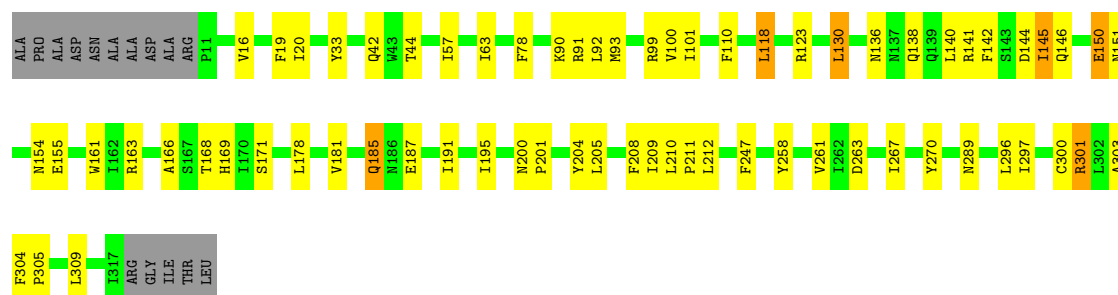 ALA PRO ALA ASP ASN ALA ALA ASP ALA ARG P11 V16 F19 I20 Y33 Q42 W43 T44 I57 I63 F78 K90 R91 L92 M93 R99 V100 I101 F110 L118 R123 L130 N136 N137 Q138 Q139 L140 R141 F142 S143 D144 I145 Q146 E150 N151
N154 E155 W161 I162 R163 A166 S167 T168 H169 I170 S171 L178 V181 Q185 N186 E187 I191 I195 N200 P201 Y204 L205 F208 I209 L210 P211 L212 F247 Y258 V261 I262 D263 I267 Y270 N289 L296 I297 C300 R301 L302 A303
F304 P305 L309 I317 ARG GLY ILE THR LEU